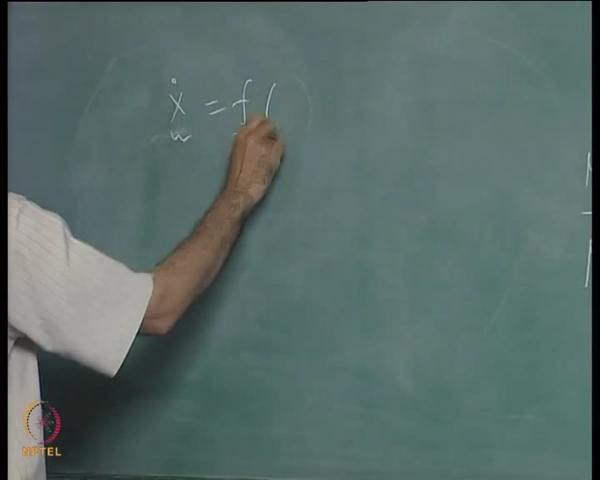 ẋ = f (
~
NPTEL